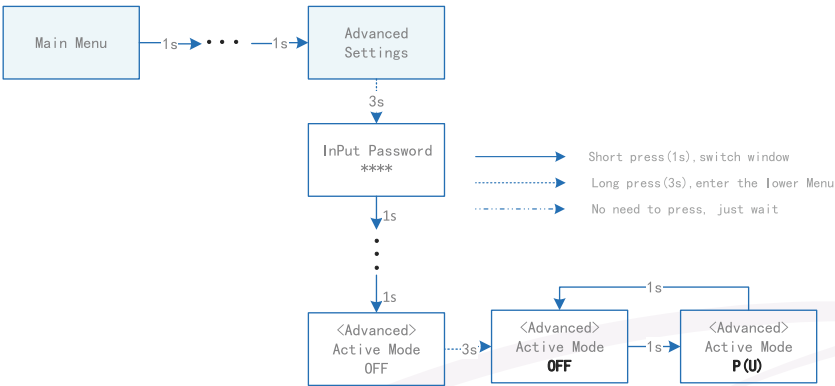 Main Menu
1s
1s
Advanced
Settings
3s
InPut Password
****
Short press(1s),switch window
Long press(3s),enter the lower Menu
No need to press, just wait
1s
1s
1s
<Advanced>
Active Mode
OFF
3s
<Advanced>
Active Mode
OFF
1s
<Advanced>
Active Mode
P(U)